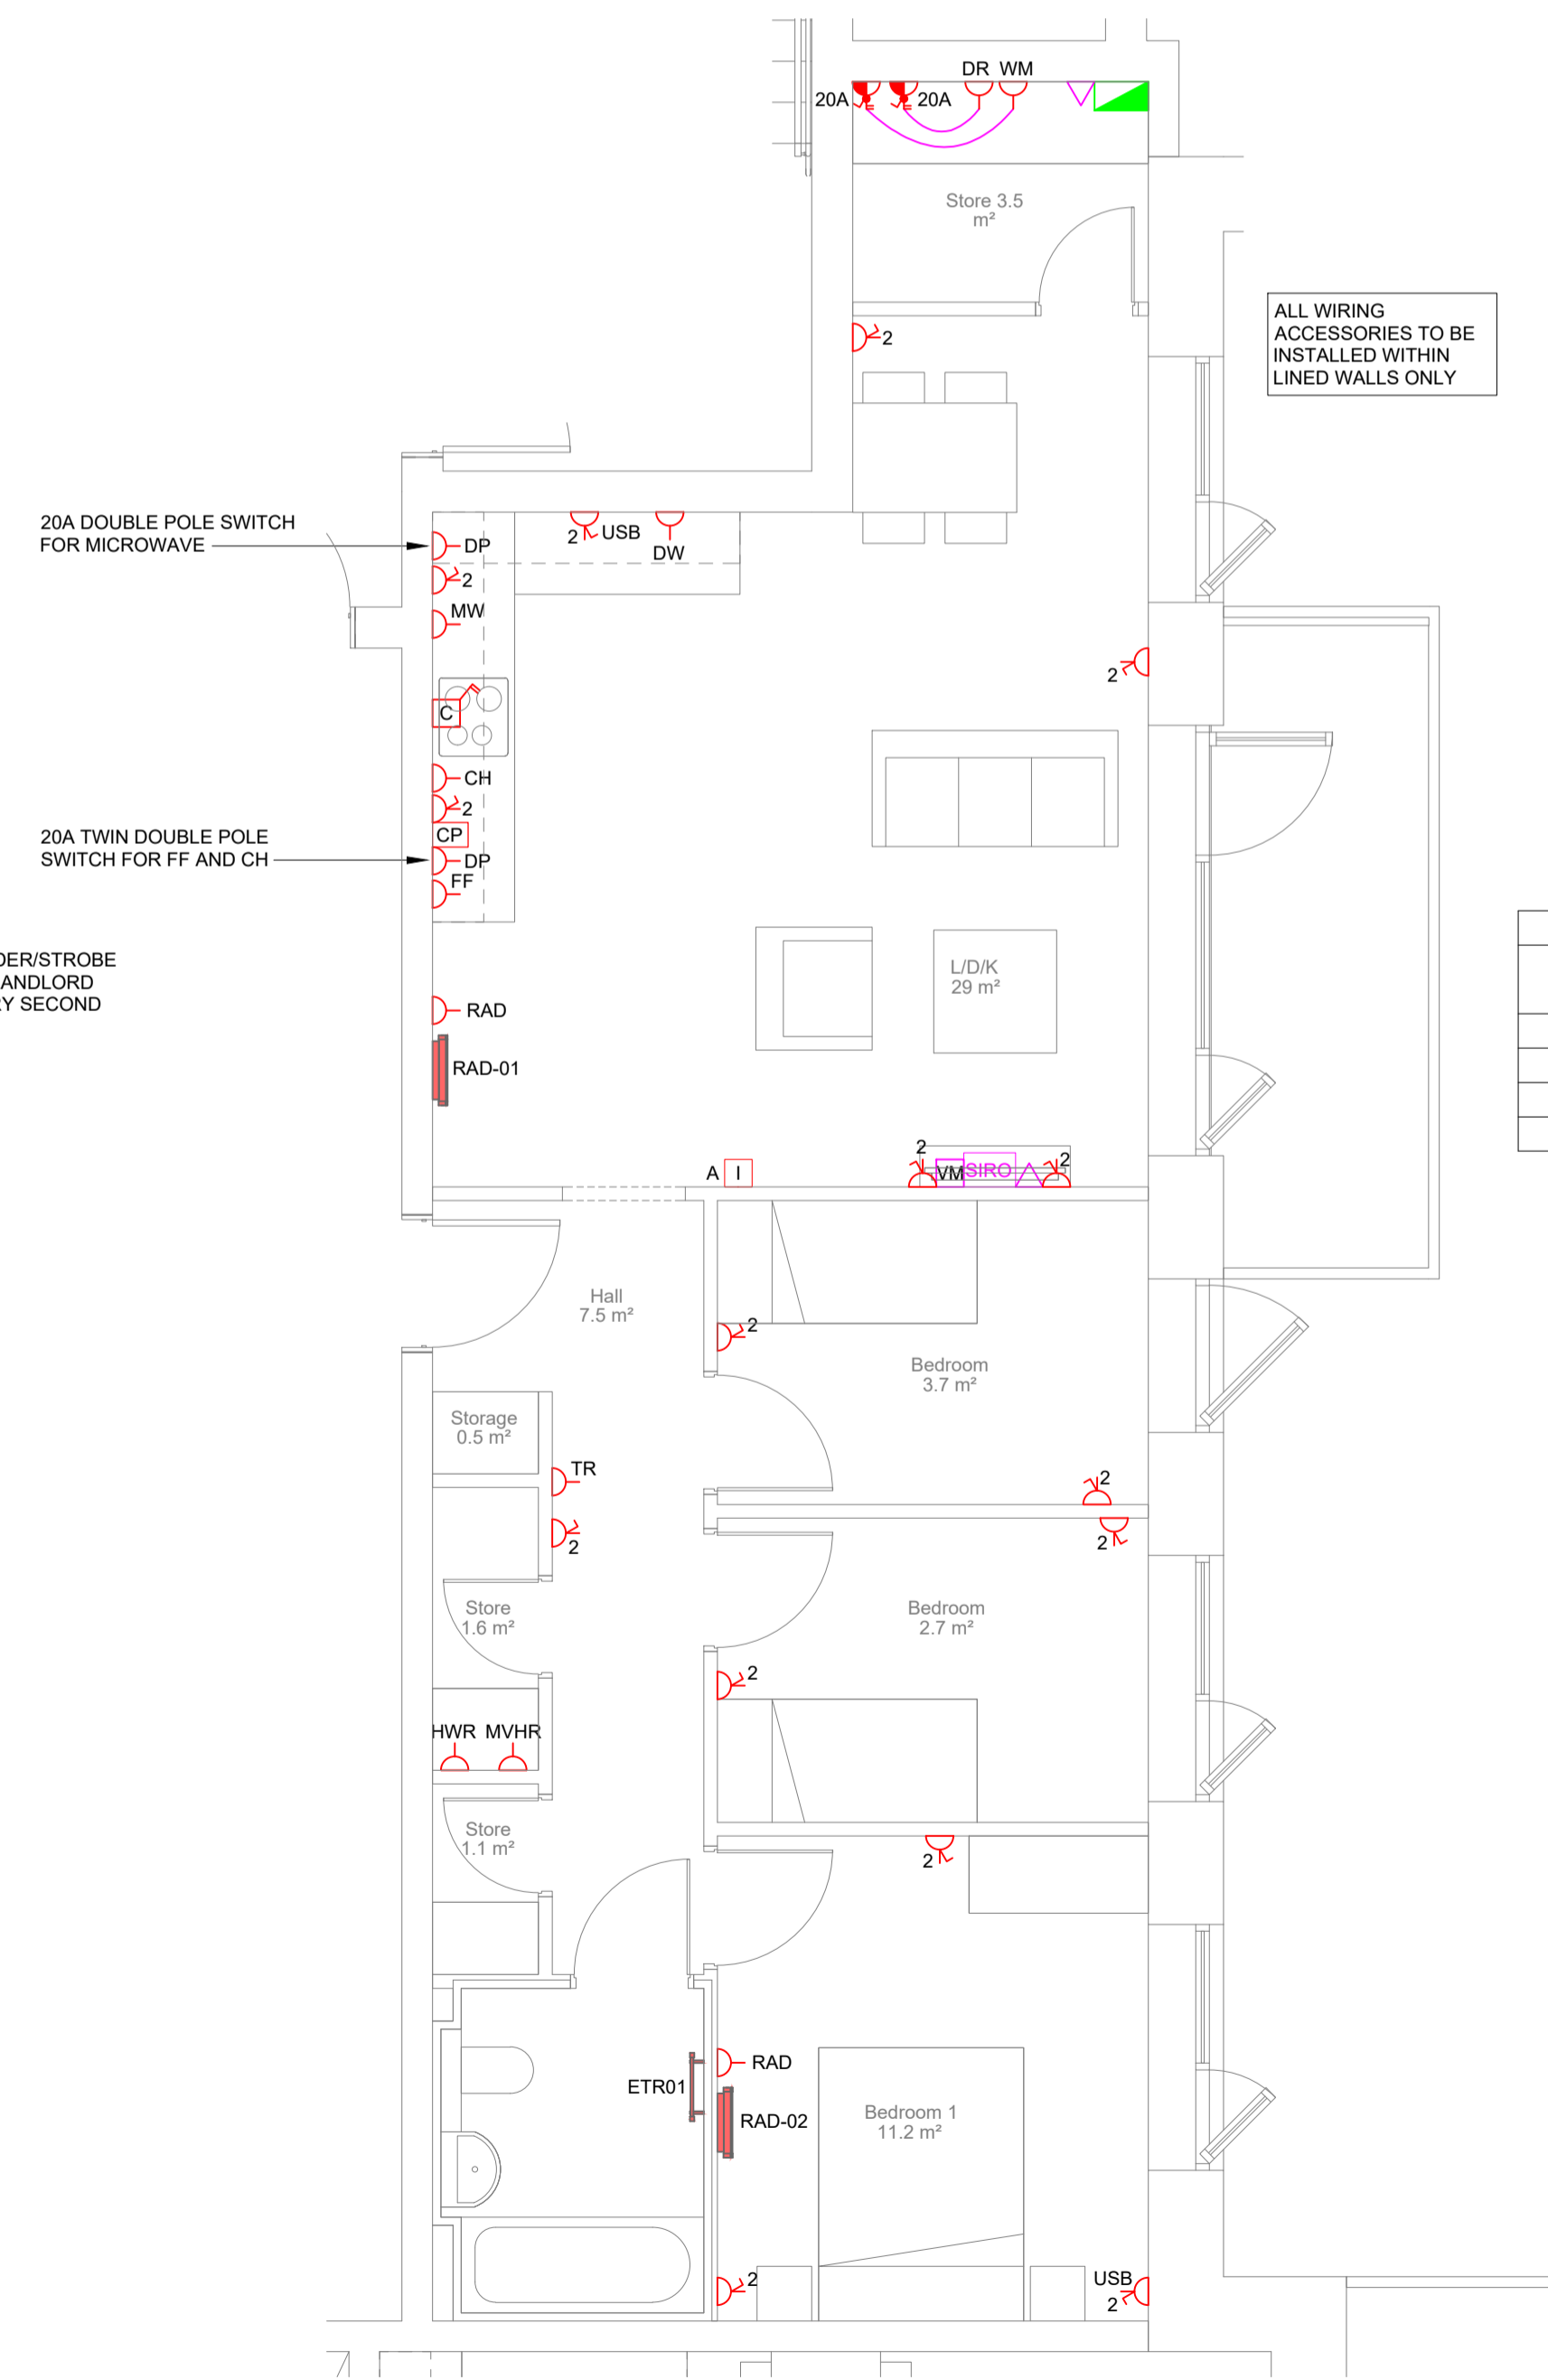 DR WM
20A
20A
Store 3.5
m²
ALL WIRING
ACCESSORIES TO BE
INSTALLED WITHIN
LINED WALLS ONLY
2
20A DOUBLE POLE SWITCH
FOR MICROWAVE
DP
2 USB
DW
2
MW
2
C
CH
2
20A TWIN DOUBLE POLE
SWITCH FOR FF AND CH
CP
DP
FF
DER/STROBE
ANDLORD
RY SECOND
L/D/K
29 m²
RAD
RAD-01
A I
2
VM
SIRO
2
Hall
7.5 m²
2
Bedroom
3.7 m²
Storage
0.5 m²
TR
2
2
2
Store
1.6 m²
Bedroom
2.7 m²
2
HWR MVHR
Store
1.1 m²
2
RAD
ETR01
RAD-02
Bedroom 1
11.2 m²
2
USB
2